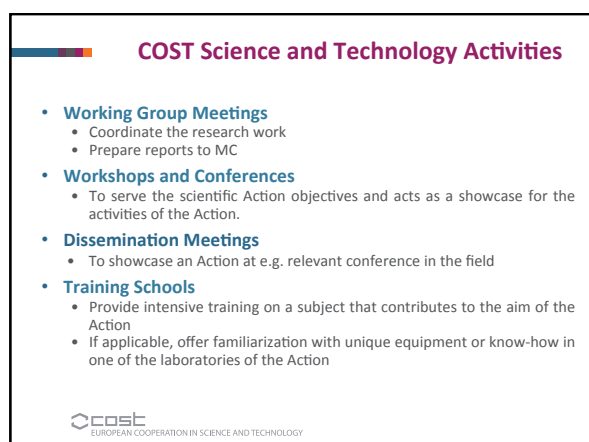 COST Science and Technology Activities
• Working Group Meetings
• Coordinate the research work
• Prepare reports to MC
• Workshops and Conferences
• To serve the scientific Action objectives and acts as a showcase for the
activities of the Action.
• Dissemination Meetings
• To showcase an Action at e.g. relevant conference in the field
• Training Schools
• Provide intensive training on a subject that contributes to the aim of the
Action
• If applicable, offer familiarization with unique equipment or know-how in
one of the laboratories of the Action
cost
EUROPEAN COOPERATION IN SCIENCE AND TECHNOLOGY